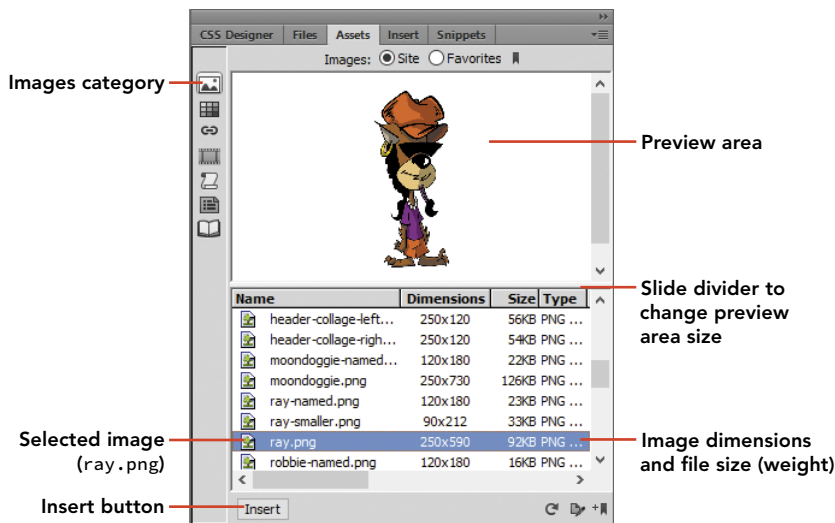 CSS Designer Files Assets Insert Snippets
Images: Site Favorites
Images category
Preview area
Slide divider to
change preview
area size
Name Dimensions Size Type
header-collage-left... 250x120 56KB PNG ...
header-collage-righ... 250x120 54KB PNG ...
moondoggie-named... 120x180 22KB PNG ...
moondoggie.png 250x730 126KB PNG ...
ray-named.png 120x180 23KB PNG ...
ray-smaller.png 90x212 33KB PNG ...
ray.png 250x590 92KB PNG ...
robbie-named.png 120x180 16KB PNG ...
Selected image
(ray.png)
Image dimensions
and file size (weight)
Insert button
Insert